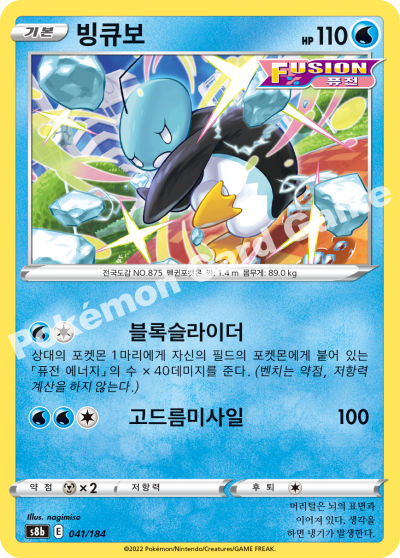 기본 빙큐보 HP 110
FUSION
퓨전
전국도감 NO.875 펭귄포켓몬 키: 1.4 m 몸무게: 89.0 kg
Pokémon Card Game
블록슬라이더
상대의 포켓몬 1마리에게 자신의 필드의 포켓몬에게 붙어 있는
「퓨전 에너지」의 수 ×40데미지를 준다. (벤치는 약점, 저항력
계산을 하지 않는다.)
고드름미사일 100
약점 ×2 저항력 후퇴
Illus. nagimiso
s8b E 041/184
머리털은 뇌의 표면과
이어져 있다. 생각을
하면 냉기가 발생한다.
©2022 Pokémon/Nintendo/Creatures/GAME FREAK.